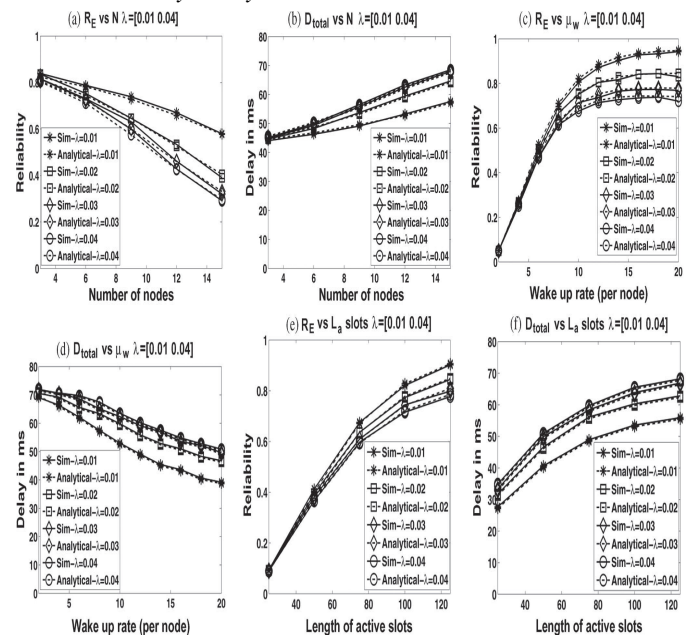 (a) R_E vs N λ=[0.01 0.04]
Reliability
1
0.8
0.6
0.4
0.2
0
4 6 9 12 15
Number of nodes
Sim-λ=0.01
Analytical-λ=0.01
Sim-λ=0.02
Analytical-λ=0.02
Sim-λ=0.03
Analytical-λ=0.03
Sim-λ=0.04
Analytical-λ=0.04
(b) D_total vs N λ=[0.01 0.04]
Delay in ms
80
70
60
50
40
30
20
10
0
4 6 9 12 15
Number of nodes
Sim-λ=0.01
Analytical-λ=0.01
Sim-λ=0.02
Analytical-λ=0.02
Sim-λ=0.03
Analytical-λ=0.03
Sim-λ=0.04
Analytical-λ=0.04
(c) R_E vs μ_w λ=[0.01 0.04]
Reliability
1
0.8
0.6
0.4
0.2
0
5 10 15 20
Wake up rate (per node)
Sim-λ=0.01
Analytical-λ=0.01
Sim-λ=0.02
Analytical-λ=0.02
Sim-λ=0.03
Analytical-λ=0.03
Sim-λ=0.04
Analytical-λ=0.04
(d) D_total vs μ_w λ=[0.01 0.04]
Delay in ms
80
70
60
50
40
30
20
10
0
5 10 15 20
Wake up rate (per node)
Sim-λ=0.01
Analytical-λ=0.01
Sim-λ=0.02
Analytical-λ=0.02
Sim-λ=0.03
Analytical-λ=0.03
Sim-λ=0.04
Analytical-λ=0.04
(e) R_E vs L_a slots λ=[0.01 0.04]
Reliability
1
0.8
0.6
0.4
0.2
0
40 60 80 100 120
Length of active slots
Sim-λ=0.01
Analytical-λ=0.01
Sim-λ=0.02
Analytical-λ=0.02
Sim-λ=0.03
Analytical-λ=0.03
Sim-λ=0.04
Analytical-λ=0.04
(f) D_total vs L_a slots λ=[0.01 0.04]
Delay in ms
80
70
60
50
40
30
20
10
0
40 60 80 100 120
Length of active slots
Sim-λ=0.01
Analytical-λ=0.01
Sim-λ=0.02
Analytical-λ=0.02
Sim-λ=0.03
Analytical-λ=0.03
Sim-λ=0.04
Analytical-λ=0.04